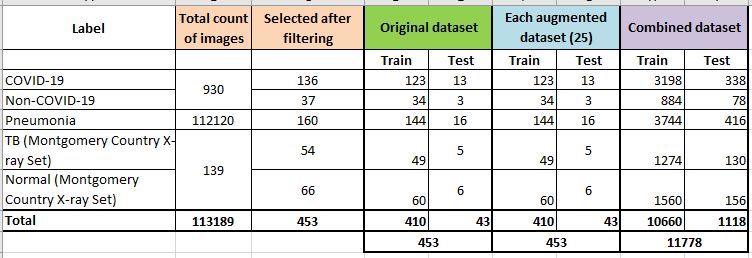 Label Total count of images Selected after filtering Original dataset Each augmented dataset (25) Combined dataset
Train Test Train Test Train Test
COVID-19 930 136 123 13 123 13 3198 338
Non-COVID-19 37 34 3 34 3 884 78
Pneumonia 112120 160 144 16 144 16 3744 416
TB (Montgomery Country X-ray Set) 139 54 49 5 49 5 1274 130
Normal (Montgomery Country X-ray Set) 66 60 6 60 6 1560 156
Total 113189 453 410 43 410 43 10660 1118
453 453 11778